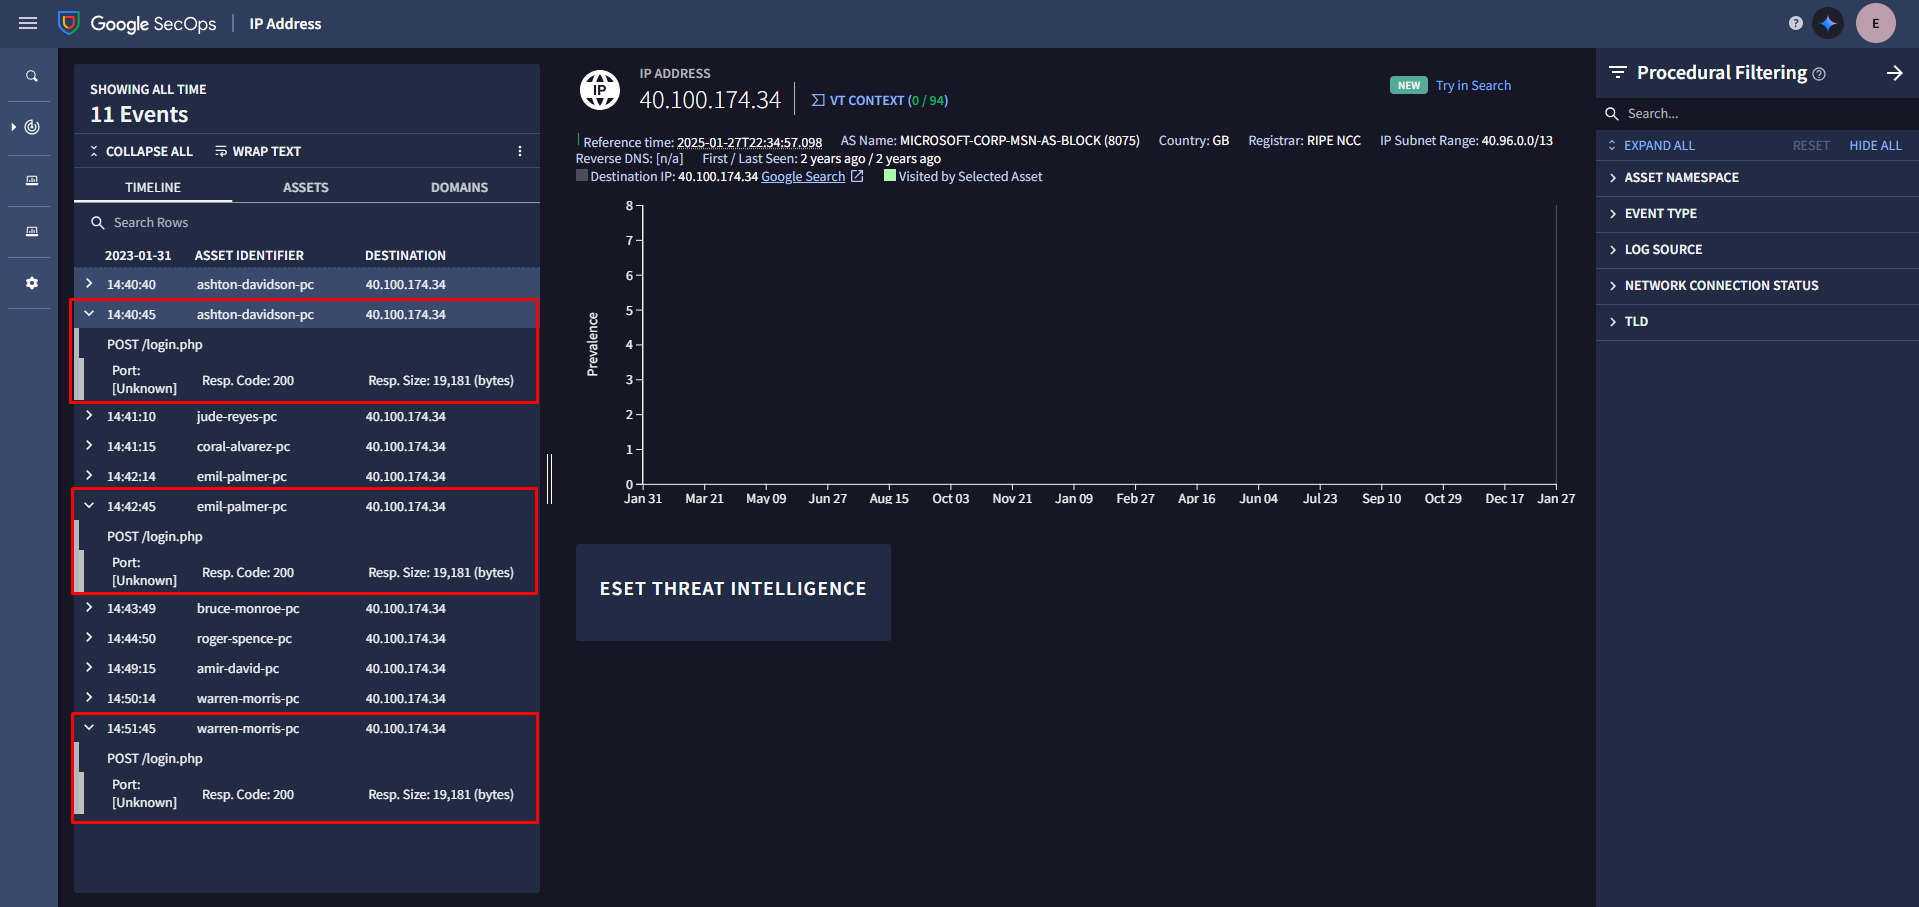 Google SecOps | IP Address
? E
SHOWING ALL TIME
11 Events
COLLAPSE ALL WRAP TEXT
TIMELINE ASSETS DOMAINS
Search Rows
2023-01-31 ASSET IDENTIFIER DESTINATION
14:40:40 ashton-davidson-pc 40.100.174.34
14:40:45 ashton-davidson-pc 40.100.174.34
POST /login.php
Port:
[Unknown] Resp. Code: 200 Resp. Size: 19,181 (bytes)
14:41:10 jude-reyes-pc 40.100.174.34
14:41:15 coral-alvarez-pc 40.100.174.34
14:42:14 emil-palmer-pc 40.100.174.34
14:42:45 emil-palmer-pc 40.100.174.34
POST /login.php
Port:
[Unknown] Resp. Code: 200 Resp. Size: 19,181 (bytes)
14:43:49 bruce-monroe-pc 40.100.174.34
14:44:50 roger-spence-pc 40.100.174.34
14:49:15 amir-david-pc 40.100.174.34
14:50:14 warren-morris-pc 40.100.174.34
14:51:45 warren-morris-pc 40.100.174.34
POST /login.php
Port:
[Unknown] Resp. Code: 200 Resp. Size: 19,181 (bytes)
IP
IP ADDRESS
40.100.174.34
VT CONTEXT (0 / 94)
NEW Try in Search
Reference time: 2025-01-27T22:34:57.098 AS Name: MICROSOFT-CORP-MSN-AS-BLOCK (8075) Country: GB Registrar: RIPE NCC IP Subnet Range: 40.96.0.0/13
Reverse DNS: [n/a] First / Last Seen: 2 years ago / 2 years ago
Destination IP: 40.100.174.34 Google Search Visited by Selected Asset
Prevalence
8
7
6
5
4
3
2
1
0
Jan 31 Mar 21 May 09 Jun 27 Aug 15 Oct 03 Nov 21 Jan 09 Feb 27 Apr 16 Jun 04 Jul 23 Sep 10 Oct 29 Dec 17 Jan 27
ESET THREAT INTELLIGENCE
Procedural Filtering ?
Search...
EXPAND ALL RESET HIDE ALL
ASSET NAMESPACE
EVENT TYPE
LOG SOURCE
NETWORK CONNECTION STATUS
TLD